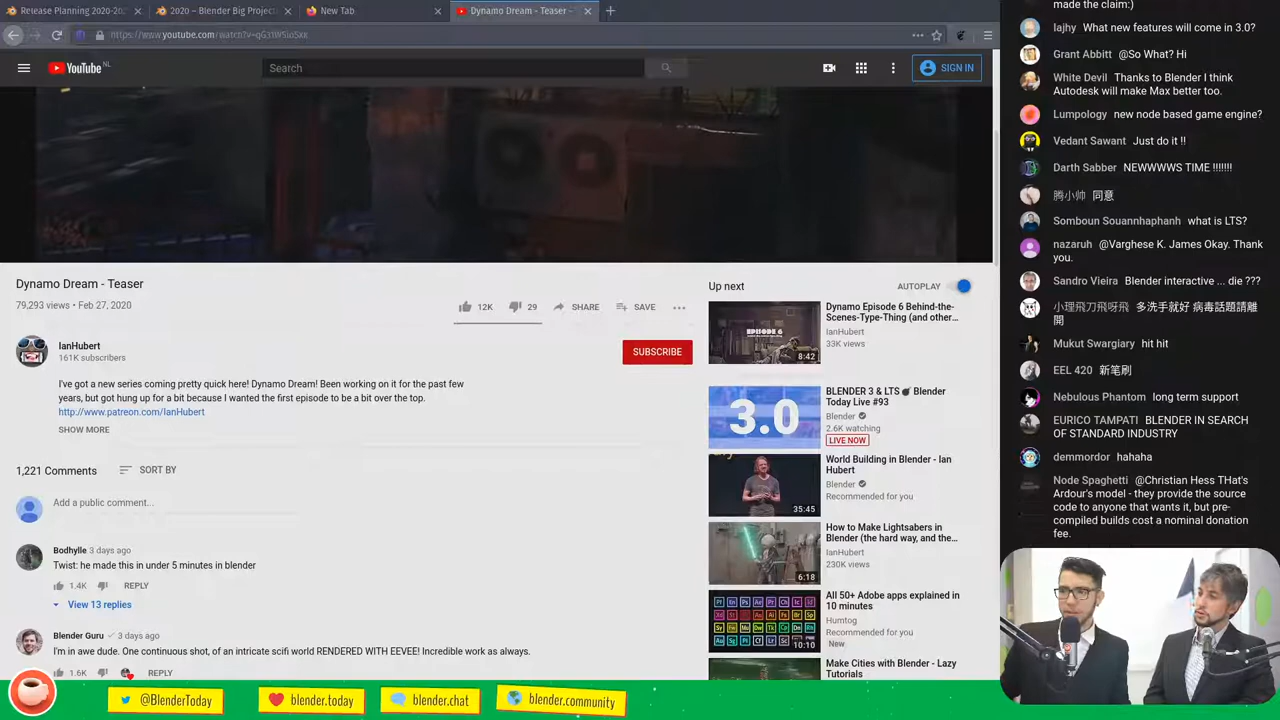 Release Planning 2020-202
2020 – Blender Big Project
New Tab
Dynamo Dream - Teaser -
YouTube NL
Search
SIGN IN
Dynamo Dream - Teaser
79,293 views • Feb 27, 2020
12K
29
SHARE
SAVE
IanHubert
161K subscribers
SUBSCRIBE
I've got a new series coming pretty quick here! Dynamo Dream! Been working on it for the past few
years, but got hung up for a bit because I wanted the first episode to be a bit over the top.
http://www.patreon.com/IanHubert
SHOW MORE
1,221 Comments
SORT BY
Add a public comment...
Bodhylle 3 days ago
Twist: he made this in under 5 minutes in blender
1.4K
REPLY
View 13 replies
Blender Guru 3 days ago
I'm in awe dude. One continuous shot, of an intricate scifi world RENDERED WITH EEVEE! Incredible work as always.
1.6K
REPLY
Up next
AUTOPLAY
EPISODE 6
8:42
Dynamo Episode 6 Behind-the-
Scenes-Type-Thing (and other...
IanHubert
33K views
3.0
BLENDER 3 & LTS 💣 Blender
Today Live #93
Blender
2.6K watching
LIVE NOW
35:45
World Building in Blender - Ian
Hubert
Blender
Recommended for you
6:18
How to Make Lightsabers in
Blender (the hard way, and the...
IanHubert
230K views
10:10
All 50+ Adobe apps explained in
10 minutes
Humtog
Recommended for you
New
Make Cities with Blender - Lazy
Tutorials
made the claim:)
lajhy What new features will come in 3.0?
Grant Abbitt @So What? Hi
White Devil Thanks to Blender I think
Autodesk will make Max better too.
Lumpology new node based game engine?
Vedant Sawant Just do it !!
Darth Sabber NEWWWWS TIME !!!!!!!
腾小帅 同意
Somboun Souannhaphanh what is LTS?
nazaruh @Varghese K. James Okay. Thank
you.
Sandro Vieira Blender interactive ... die ???
小理飛刀飛呀飛 多洗手就好 病毒話題請離
開
Mukut Swargiary hit hit
EEL 420 新笔刷
Nebulous Phantom long term support
EURICO TAMPATI BLENDER IN SEARCH
OF STANDARD INDUSTRY
demmordor hahaha
Node Spaghetti @Christian Hess THat's
Ardour's model - they provide the source
code to anyone that wants it, but pre-
compiled builds cost a nominal donation
fee.
@BlenderToday
blender.today
blender.chat
blender.community